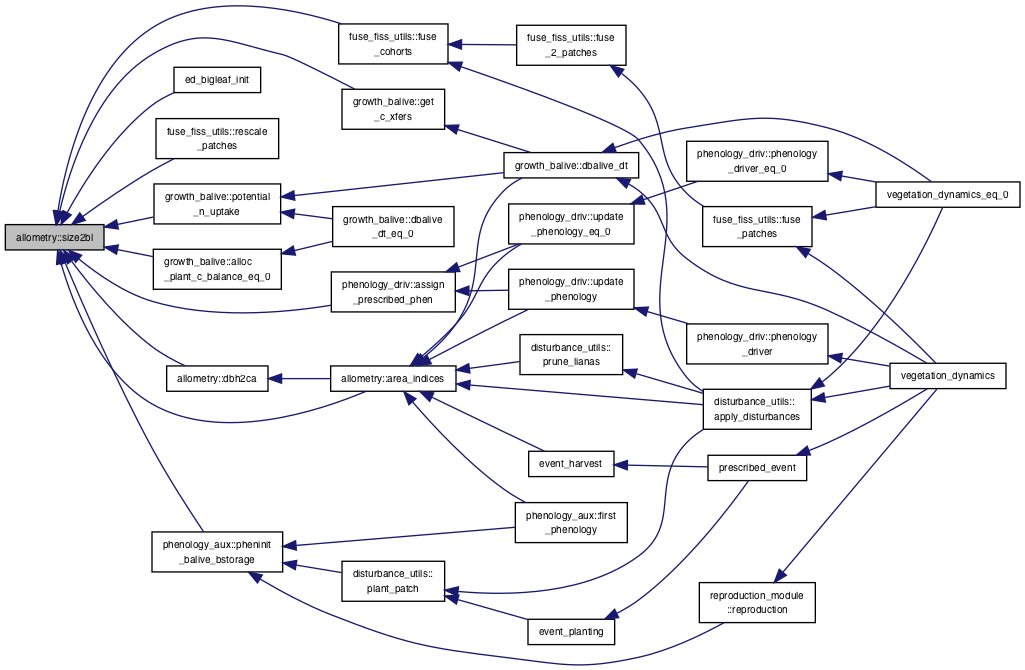 allometry::size2bl
fuse_fiss_utils::fuse
_cohorts
ed_bigleaf_init
growth_balive::get
_c_xfers
fuse_fiss_utils::rescale
_patches
growth_balive::potential
_n_uptake
growth_balive::dbalive
_dt_eq_0
growth_balive::alloc
_plant_c_balance_eq_0
phenology_driv::assign
_prescribed_phen
allometry::dbh2ca
allometry::area_indices
phenology_aux::pheninit
_balive_bstorage
disturbance_utils::
plant_patch
fuse_fiss_utils::fuse
_2_patches
growth_balive::dbalive_dt
phenology_driv::update
_phenology_eq_0
phenology_driv::update
_phenology
disturbance_utils::
prune_lianas
event_harvest
phenology_aux::first
_phenology
event_planting
phenology_driv::phenology
_driver_eq_0
fuse_fiss_utils::fuse
_patches
phenology_driv::phenology
_driver
disturbance_utils::
apply_disturbances
prescribed_event
reproduction_module
::reproduction
vegetation_dynamics_eq_0
vegetation_dynamics